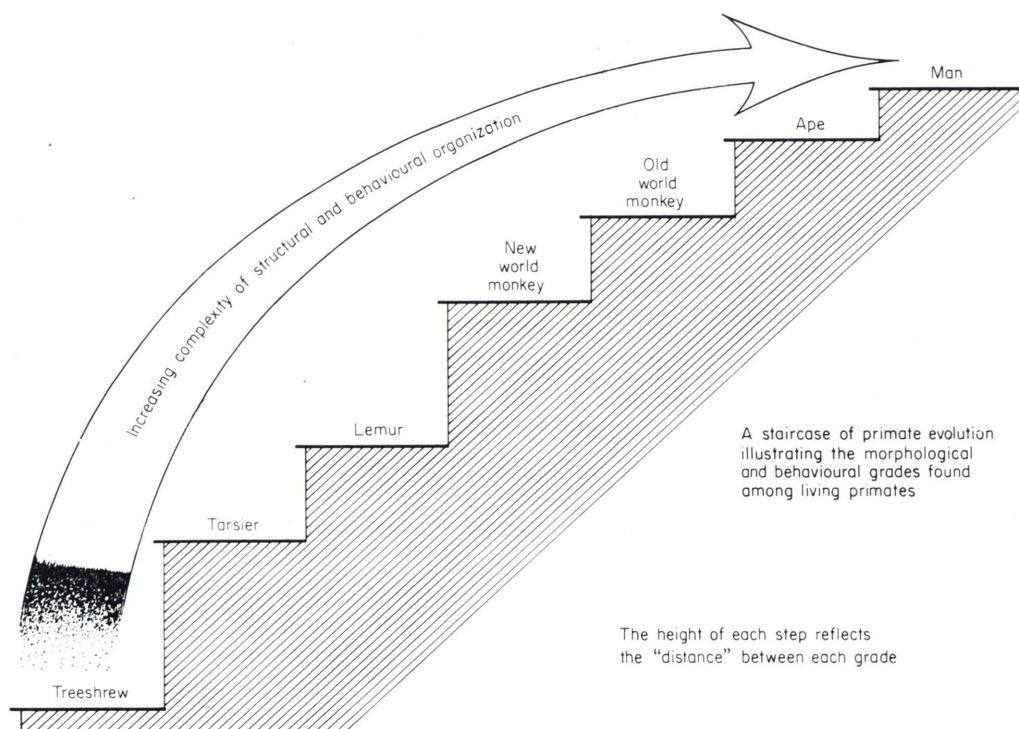 Man
Ape
Old
world
monkey
New
world
monkey
Increasing complexity of structural and behavioural organization
Lemur
Tarsier
Treeshrew
A staircase of primate evolution
illustrating the morphological
and behavioural grades found
among living primates
The height of each step reflects
the "distance" between each grade